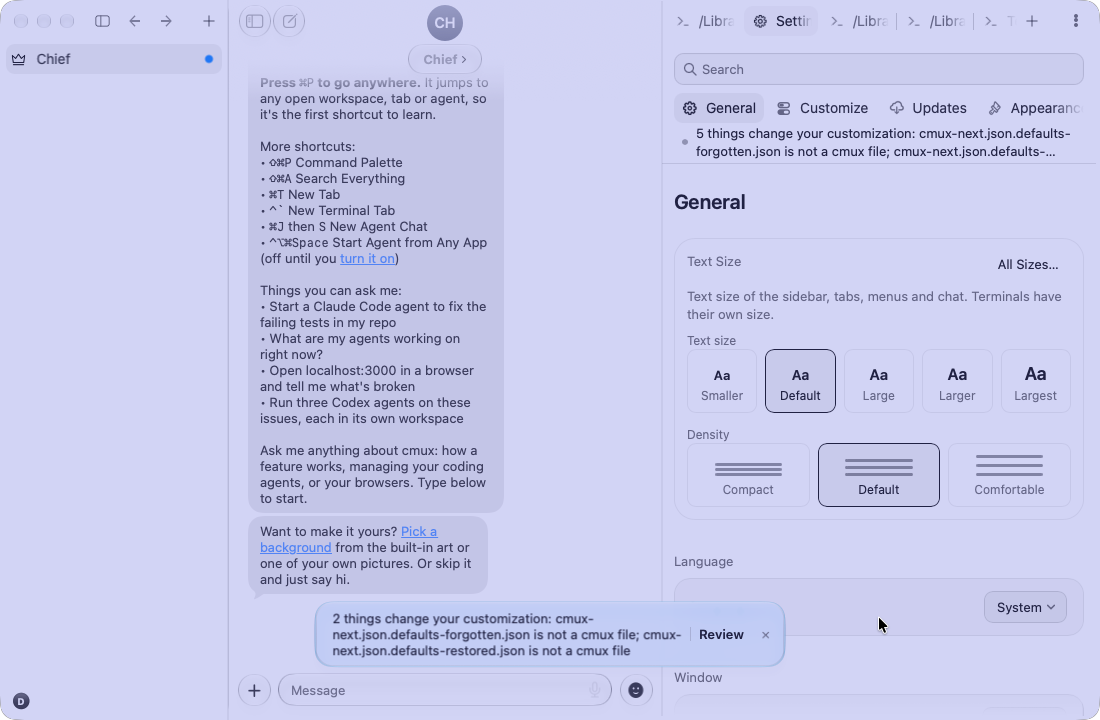 Chief
CH
Chief
Press ⌘P to go anywhere. It jumps to
any open workspace, tab or agent, so
it's the first shortcut to learn.
More shortcuts:
• ⇧⌘P Command Palette
• ⇧⌘A Search Everything
• ⌘T New Tab
• ^` New Terminal Tab
• ⌘J then S New Agent Chat
• ^⌥⌘Space Start Agent from Any App
(off until you turn it on)
Things you can ask me:
• Start a Claude Code agent to fix the
failing tests in my repo
• What are my agents working on
right now?
• Open localhost:3000 in a browser
and tell me what's broken
• Run three Codex agents on these
issues, each in its own workspace
Ask me anything about cmux: how a
feature works, managing your coding
agents, or your browsers. Type below
to start.
Want to make it yours? Pick a
background from the built-in art or
one of your own pictures. Or skip it
and just say hi.
2 things change your customization: cmux-
next.json.defaults-forgotten.json is not a cmux file; cmux-
next.json.defaults-restored.json is not a cmux file
Review
Message
D
/Libra
Settin
/Libra
/Libra
T
Search
General
Customize
Updates
Appearanc
5 things change your customization: cmux-next.json.defaults-
forgotten.json is not a cmux file; cmux-next.json.defaults-...
General
Text Size
All Sizes...
Text size of the sidebar, tabs, menus and chat. Terminals have
their own size.
Text size
Aa Aa Aa Aa Aa
Smaller Default Large Larger Largest
Density
Compact Default Comfortable
Language
System
Window